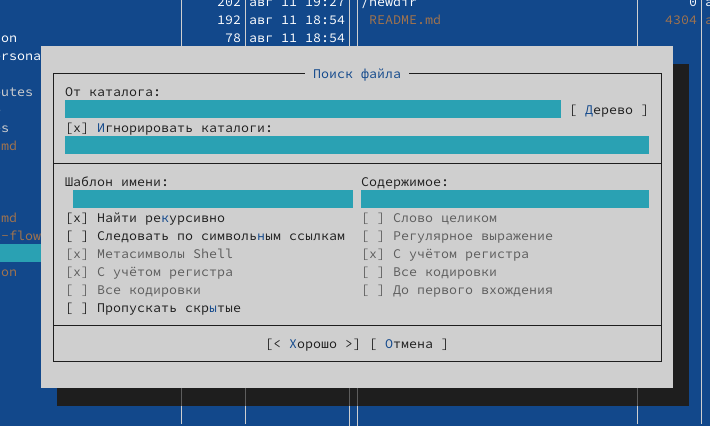 202 авг 11 19:27 /newdir 0
192 авг 11 18:54 README.md 4304
on 78 авг 11 18:54
ersona
Поиск файла
От каталога:
utes
[ Дерево ]
[x] Игнорировать каталоги:
s
md
Шаблон имени: Содержимое:
[x] Найти рекурсивно [ ] Слово целиком
md
[ ] Следовать по символьным ссылкам [ ] Регулярное выражение
-flow
[x] Метасимволы Shell [x] С учётом регистра
[x] С учётом регистра [ ] Все кодировки
on
[ ] Все кодировки [ ] До первого вхождения
[ ] Пропускать скрытые
[< Хорошо >] [ Отмена ]